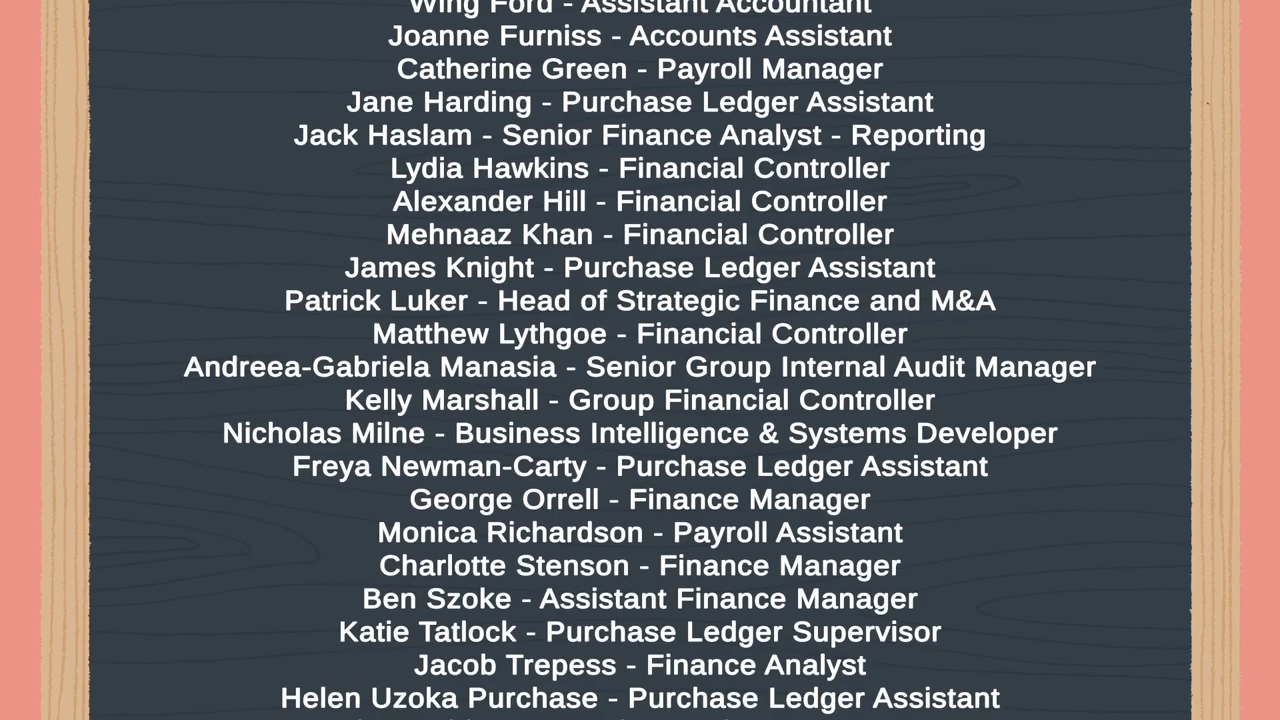 Wing Ford - Assistant Accountant
Joanne Furniss - Accounts Assistant
Catherine Green - Payroll Manager
Jane Harding - Purchase Ledger Assistant
Jack Haslam - Senior Finance Analyst - Reporting
Lydia Hawkins - Financial Controller
Alexander Hill - Financial Controller
Mehnaaz Khan - Financial Controller
James Knight - Purchase Ledger Assistant
Patrick Luker - Head of Strategic Finance and M&A
Matthew Lythgoe - Financial Controller
Andreea-Gabriela Manasia - Senior Group Internal Audit Manager
Kelly Marshall - Group Financial Controller
Nicholas Milne - Business Intelligence & Systems Developer
Freya Newman-Carty - Purchase Ledger Assistant
George Orrell - Finance Manager
Monica Richardson - Payroll Assistant
Charlotte Stenson - Finance Manager
Ben Szoke - Assistant Finance Manager
Katie Tatlock - Purchase Ledger Supervisor
Jacob Trepess - Finance Analyst
Helen Uzoka Purchase - Purchase Ledger Assistant